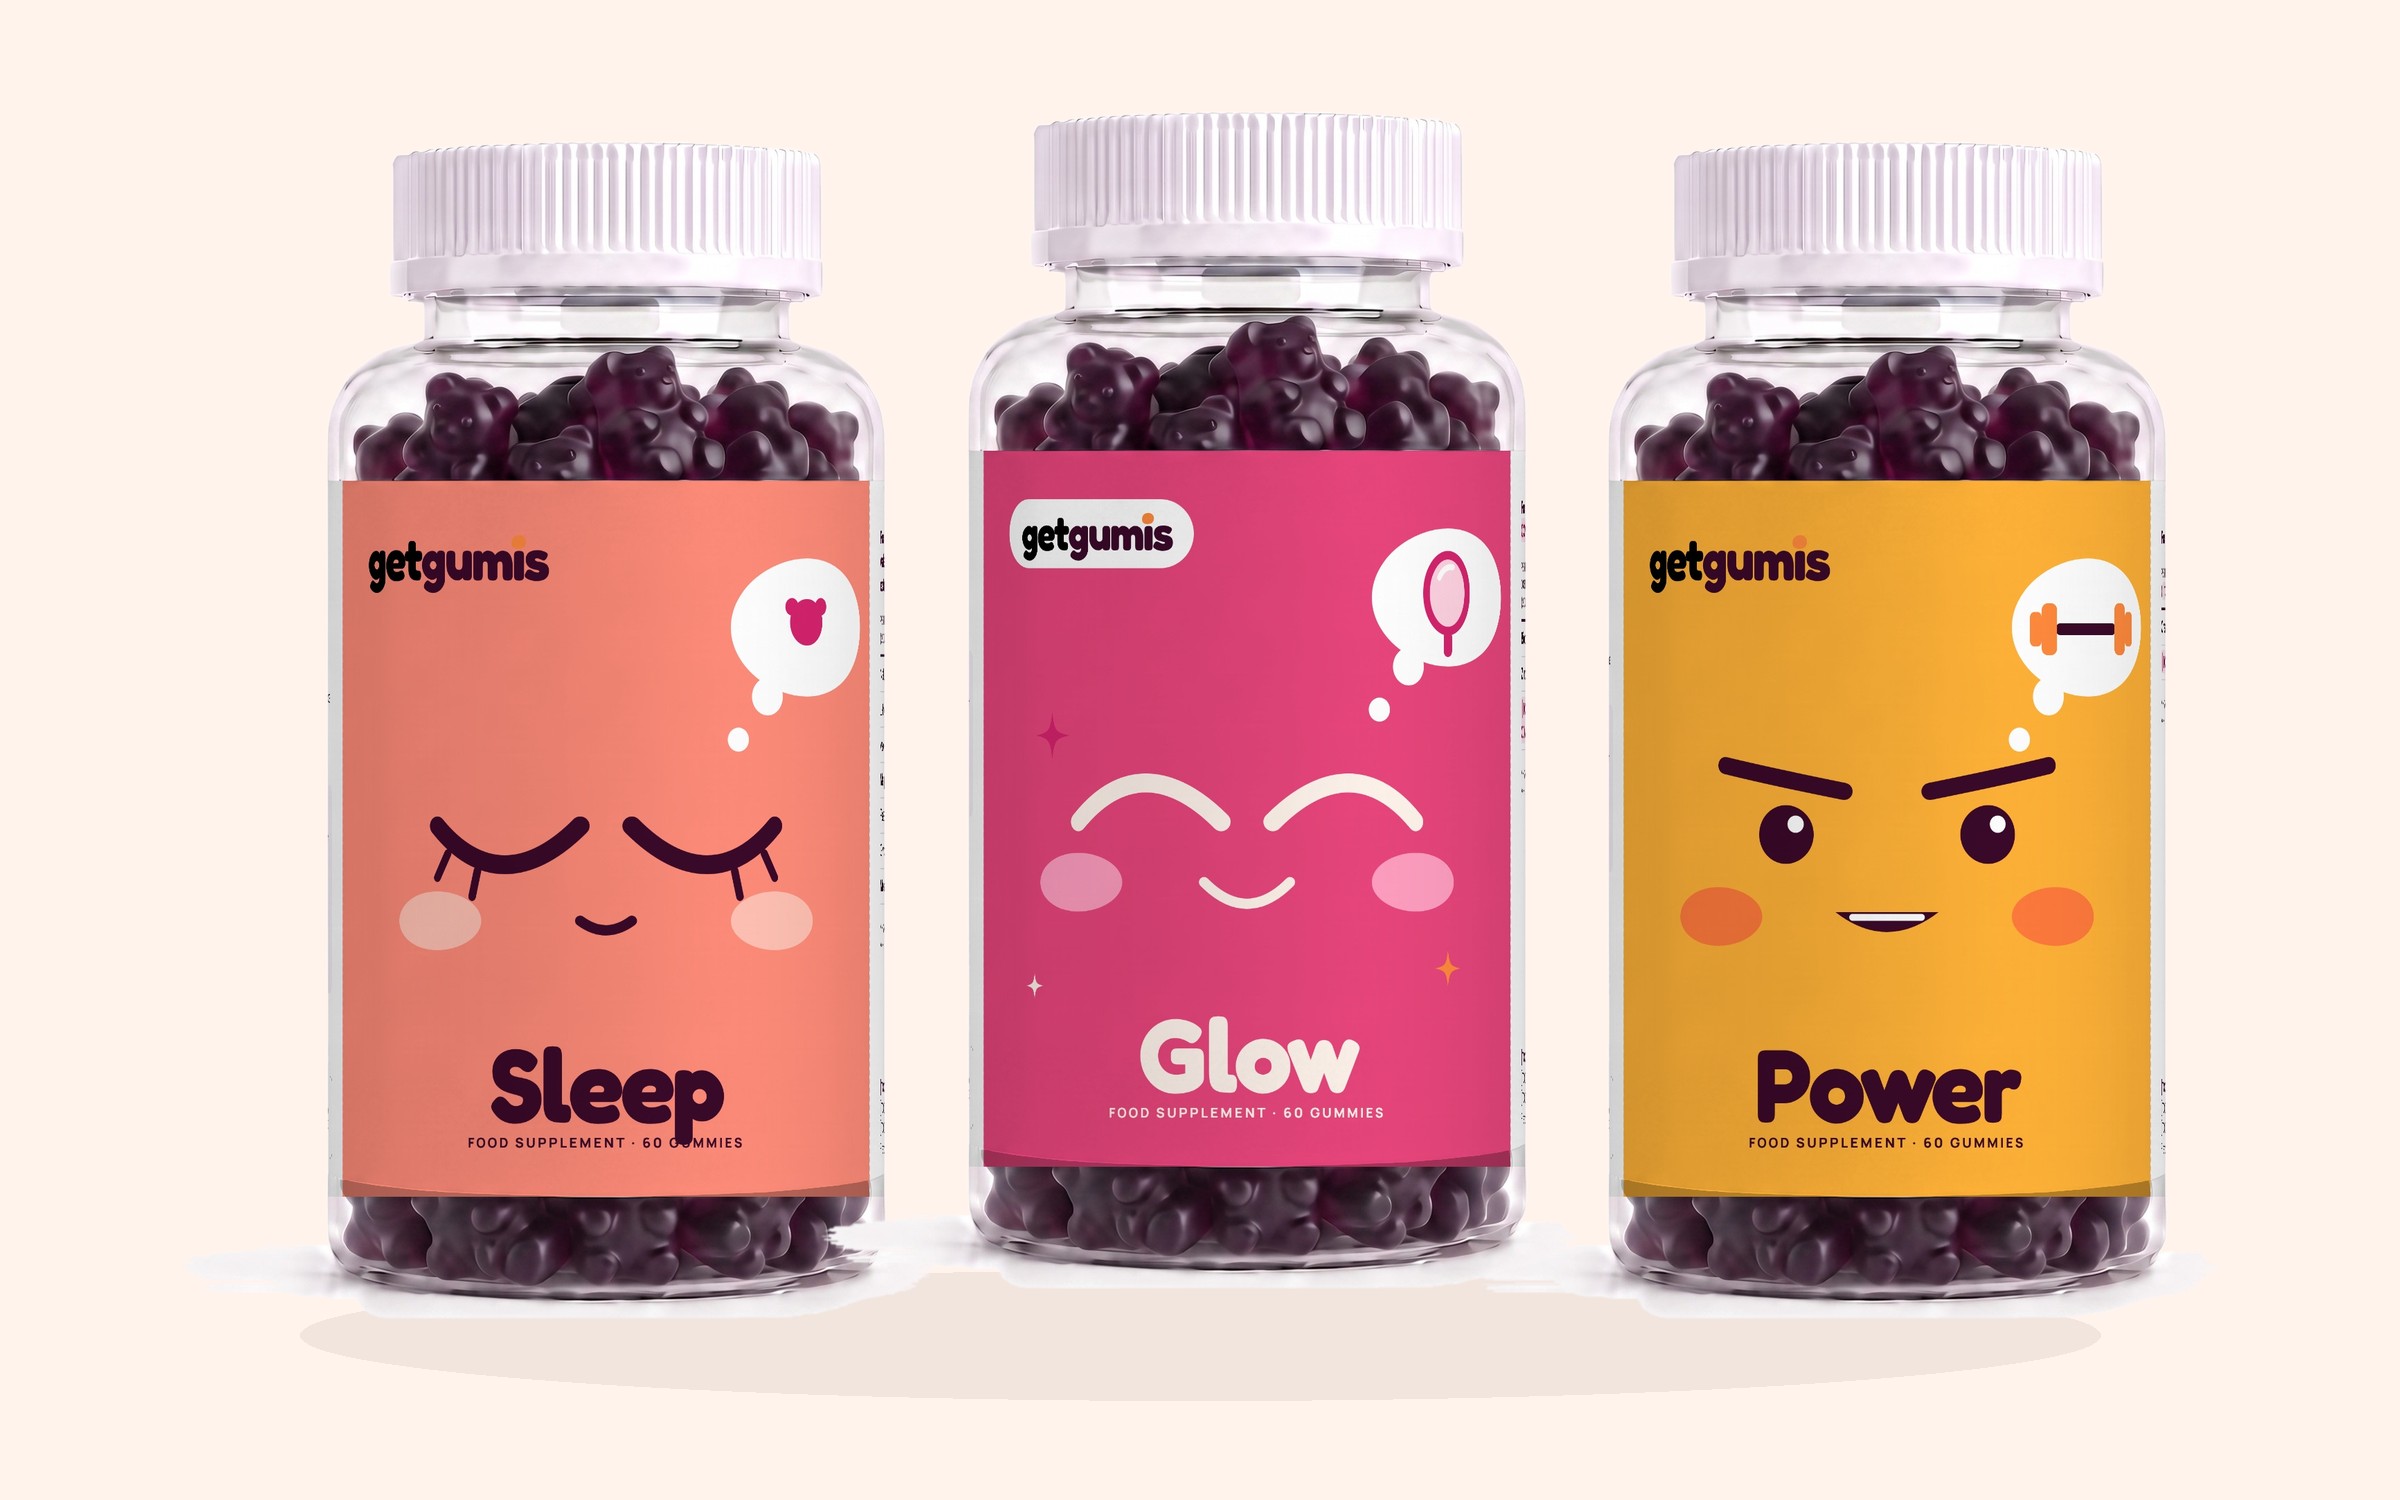 getgumis
Sleep
FOOD SUPPLEMENT · 60 GUMMIES
getgumis
Glow
FOOD SUPPLEMENT · 60 GUMMIES
getgumis
Power
FOOD SUPPLEMENT · 60 GUMMIES